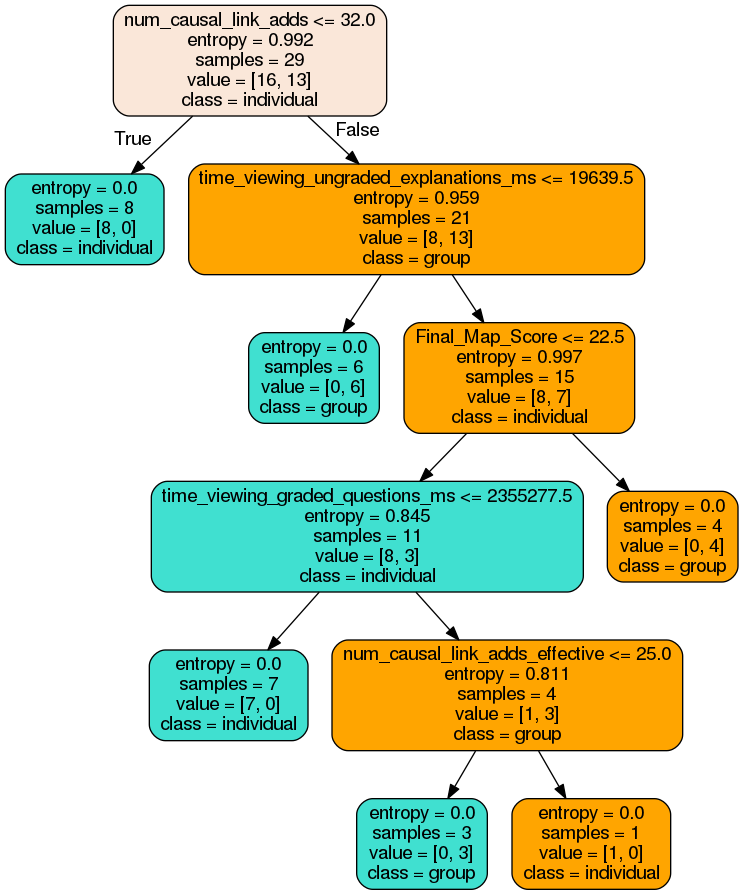 num_causal_link_adds <= 32.0
entropy = 0.992
samples = 29
value = [16, 13]
class = individual
True
False
entropy = 0.0
samples = 8
value = [8, 0]
class = individual
time_viewing_ungraded_explanations_ms <= 19639.5
entropy = 0.959
samples = 21
value = [8, 13]
class = group
entropy = 0.0
samples = 6
value = [0, 6]
class = group
Final_Map_Score <= 22.5
entropy = 0.997
samples = 15
value = [8, 7]
class = individual
time_viewing_graded_questions_ms <= 2355277.5
entropy = 0.845
samples = 11
value = [8, 3]
class = individual
entropy = 0.0
samples = 4
value = [0, 4]
class = group
entropy = 0.0
samples = 7
value = [7, 0]
class = individual
num_causal_link_adds_effective <= 25.0
entropy = 0.811
samples = 4
value = [1, 3]
class = group
entropy = 0.0
samples = 3
value = [0, 3]
class = group
entropy = 0.0
samples = 1
value = [1, 0]
class = individual